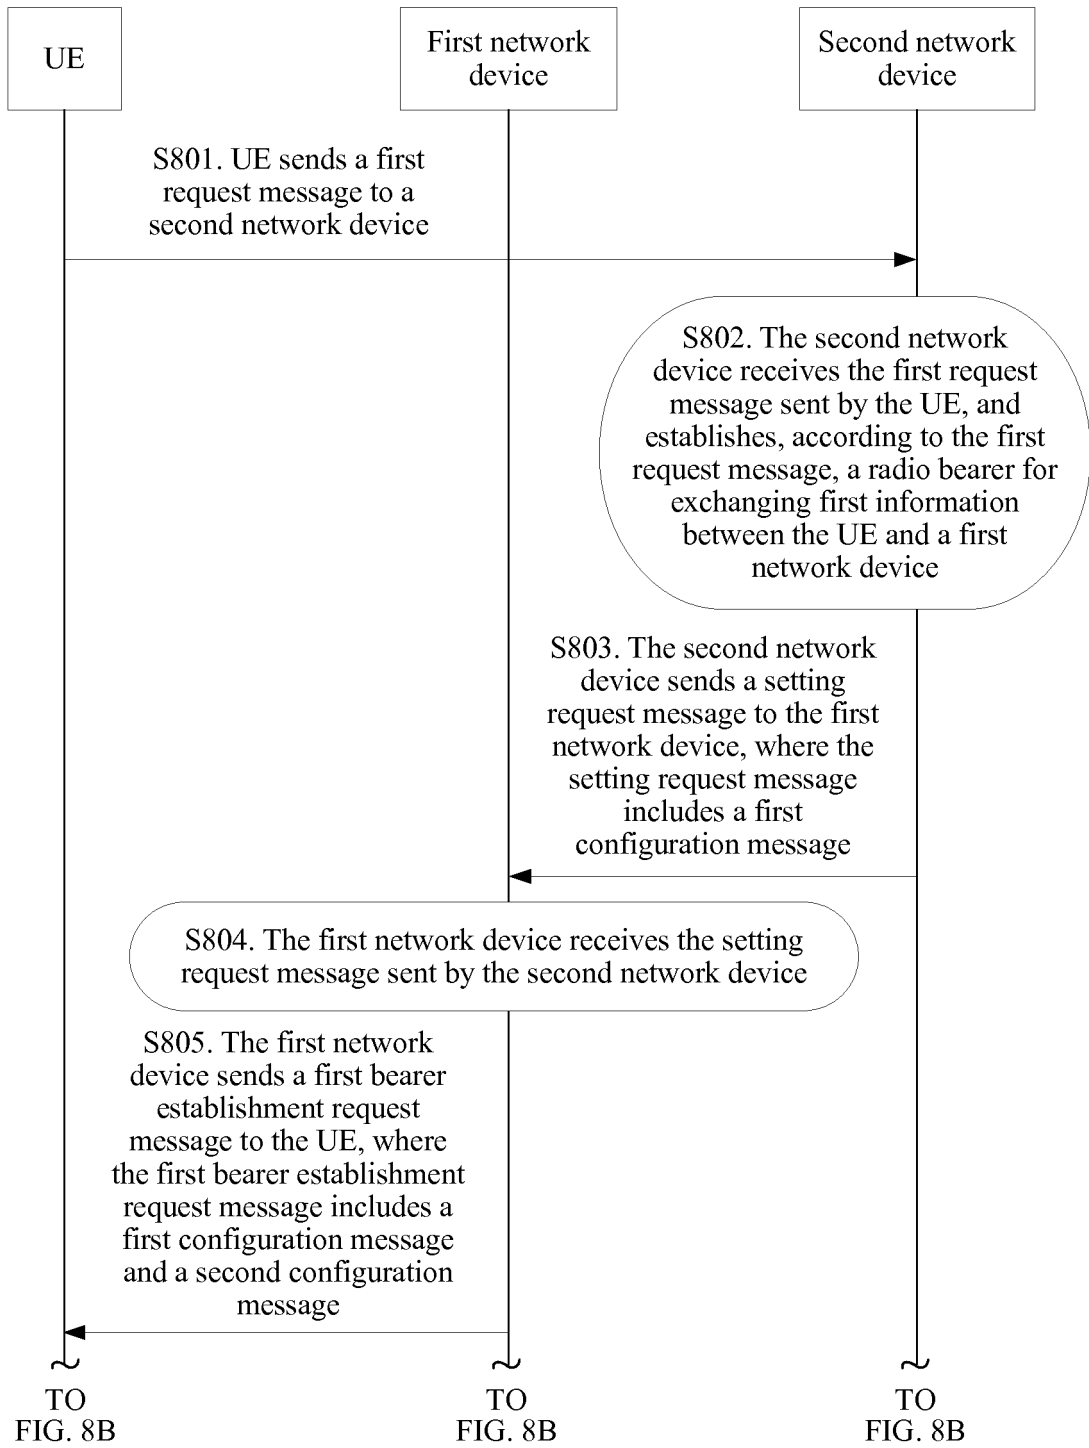 UE
First network
device
Second network
device
S801. UE sends a first
request message to a
second network device
S802. The second network
device receives the first request
message sent by the UE, and
establishes, according to the first
request message, a radio bearer for
exchanging first information
between the UE and a first
network device
S803. The second network
device sends a setting
request message to the first
network device, where the
setting request message
includes a first
configuration message
S804. The first network device receives the setting
request message sent by the second network device
S805. The first network
device sends a first bearer
establishment request
message to the UE, where
the first bearer establishment
request message includes a
first configuration message
and a second configuration
message
TO
FIG. 8B
TO
FIG. 8B
TO
FIG. 8B